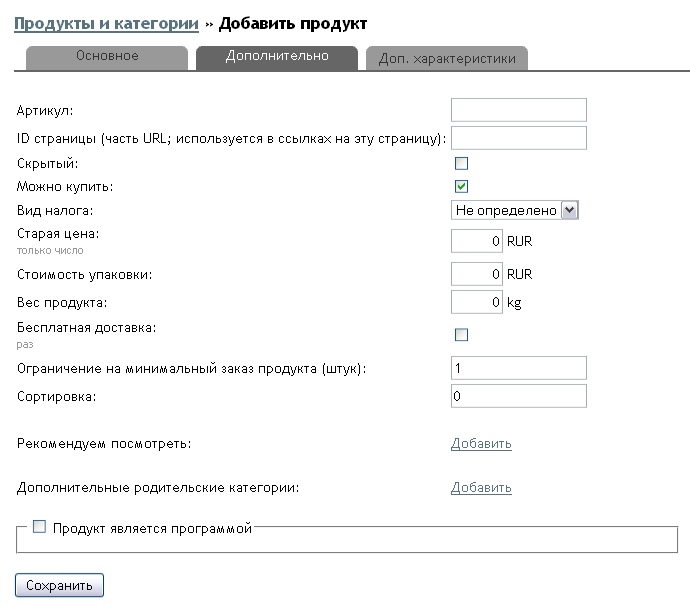 Продукты и категории » Добавить продукт
Основное Дополнительно Доп. характеристики
Артикул:
ID страницы (часть URL; используется в ссылках на эту страницу):
Скрытый:
Можно купить:
Вид налога: Не определено
Старая цена: 0 RUR
только число
Стоимость упаковки: 0 RUR
Вес продукта: 0 kg
Бесплатная доставка:
раз
Ограничение на минимальный заказ продукта (штук): 1
Сортировка: 0
Рекомендуем посмотреть: Добавить
Дополнительные родительские категории: Добавить
Продукт является программой
Сохранить